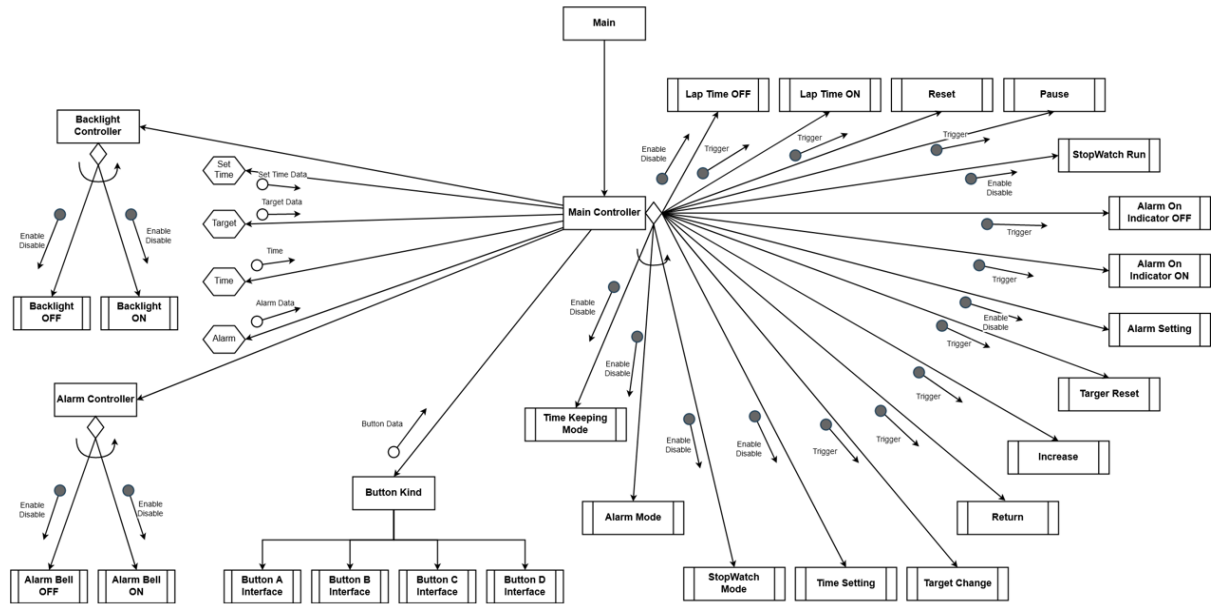 Main
Lap Time OFF
Lap Time ON
Reset
Pause
Backlight
Controller
Enable
Disable
Trigger
Trigger
Trigger
StopWatch Run
Enable
Disable
Set
Time
Set Time Data
Target
Target Data
Main Controller
Alarm On
Indicator OFF
Trigger
Enable
Disable
Enable
Disable
Time
Time
Alarm On
Indicator ON
Trigger
Backlight
OFF
Backlight
ON
Alarm
Alarm Data
Enable
Disable
Alarm Setting
Enable
Disable
Trigger
Enable
Disable
Alarm Controller
Targer Reset
Trigger
Time Keeping
Mode
Button Data
Enable
Disable
Enable
Disable
Trigger
Trigger
Increase
Button Kind
Enable
Disable
Enable
Disable
Alarm Mode
Return
Alarm Bell
OFF
Alarm Bell
ON
Button A
Interface
Button B
Interface
Button C
Interface
Button D
Interface
StopWatch
Mode
Time Setting
Target Change